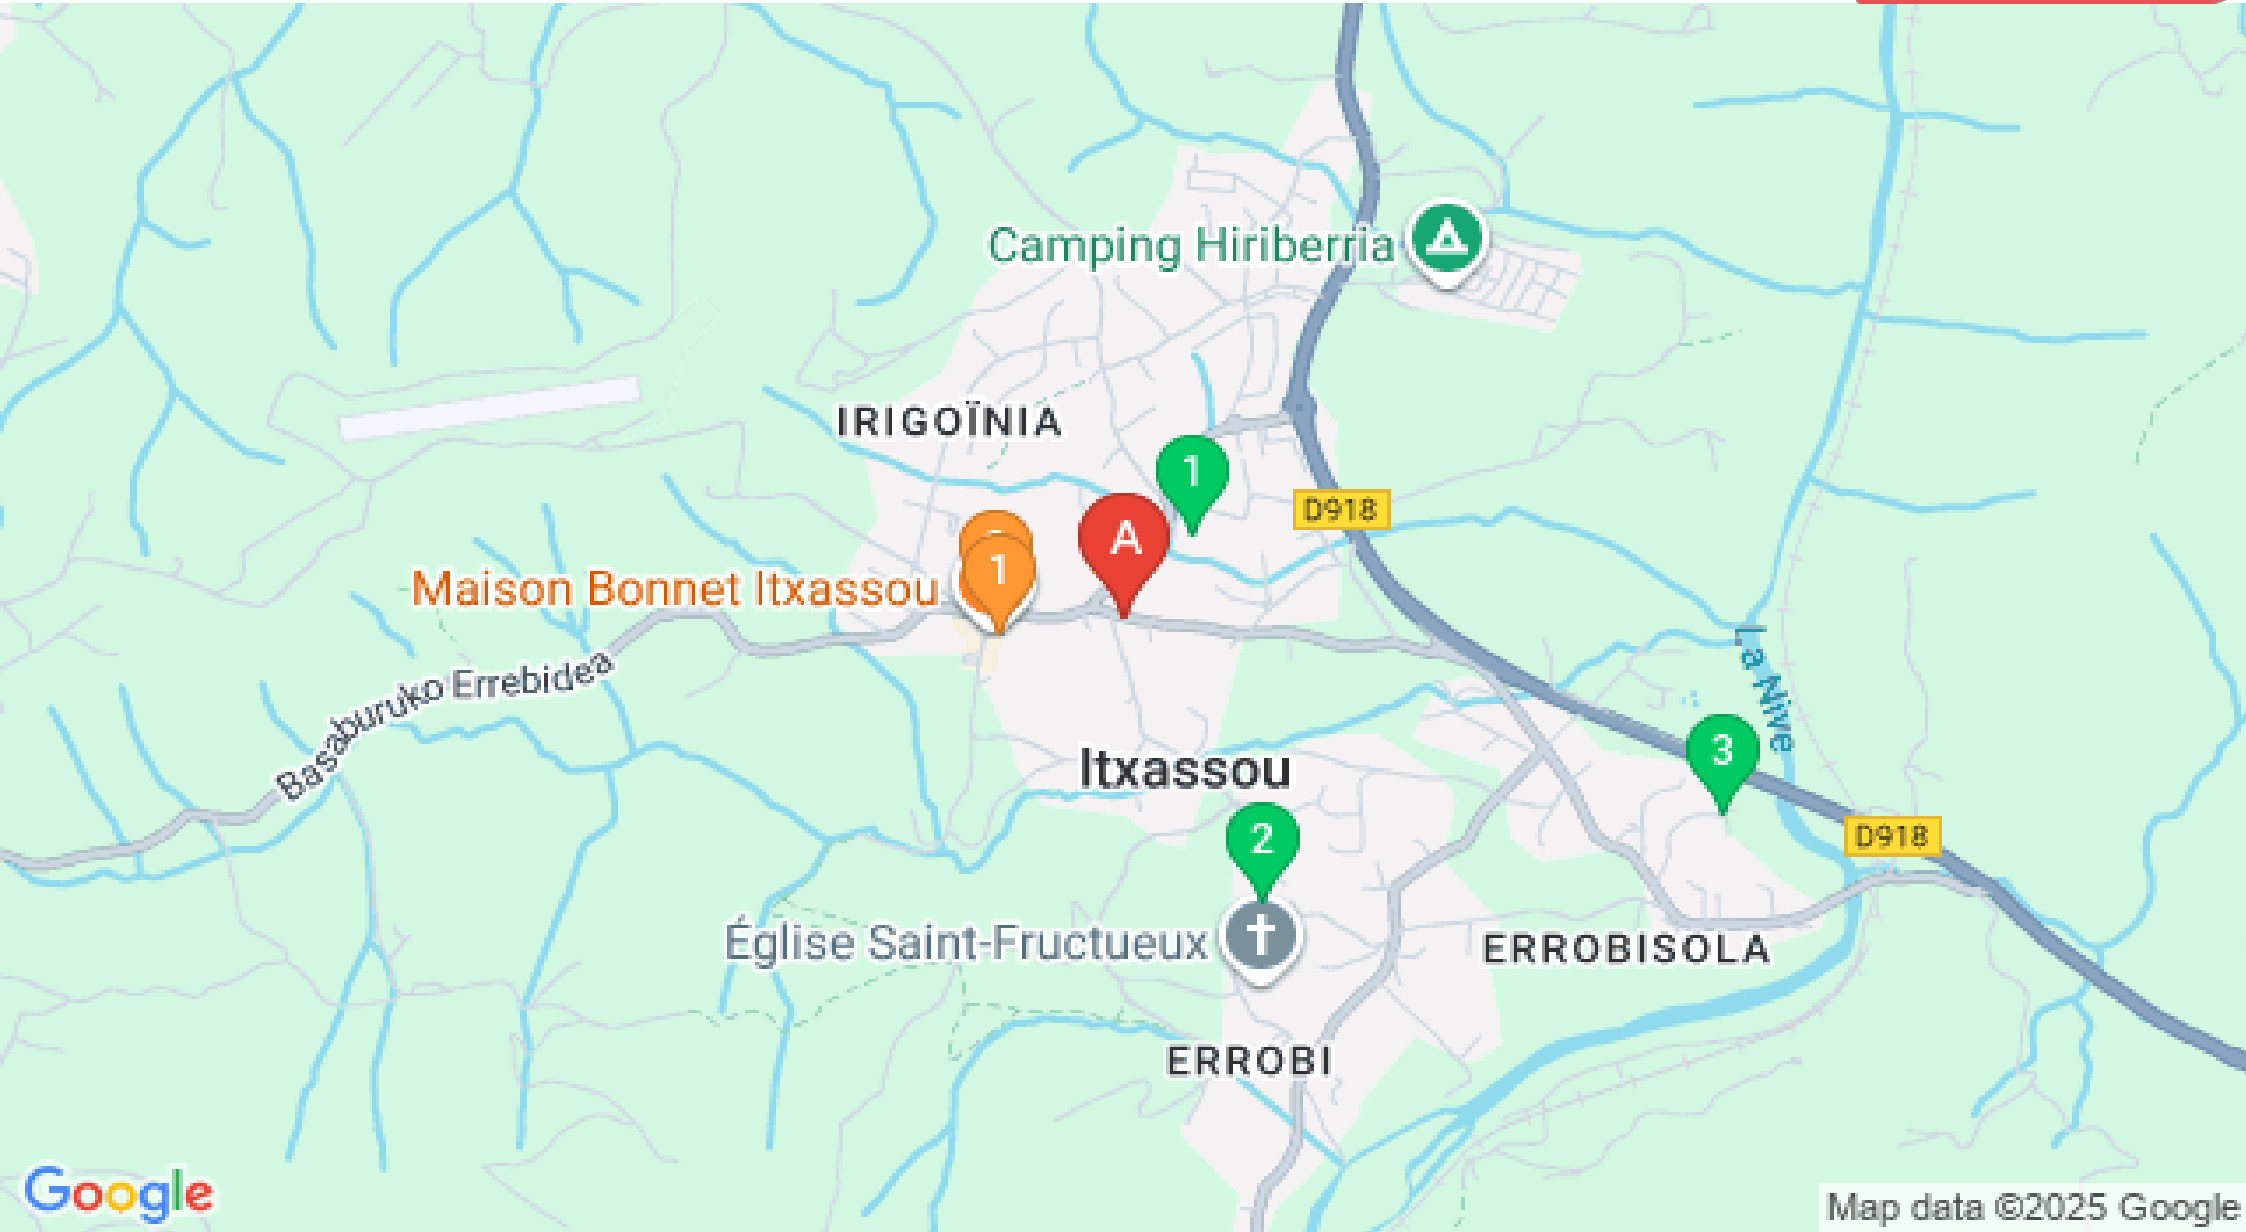 Camping Hiriberria
IRIGOÏNIA
1
D918
A
1
Maison Bonnet Itxassou
La Nive
Basaburuko Errebidea
3
Itxassou
2
D918
Église Saint-Fructueux
ERROBISOLA
ERROBI
Google
Map data ©2025 Google